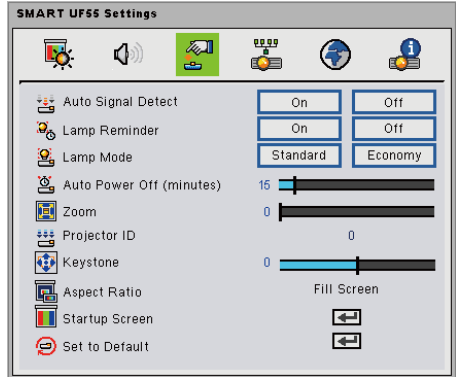 SMART UF55 Settings
Auto Signal Detect On Off
Lamp Reminder On Off
Lamp Mode Standard Economy
Auto Power Off (minutes) 15
Zoom 0
Projector ID 0
Keystone 0
Aspect Ratio Fill Screen
Startup Screen
Set to Default